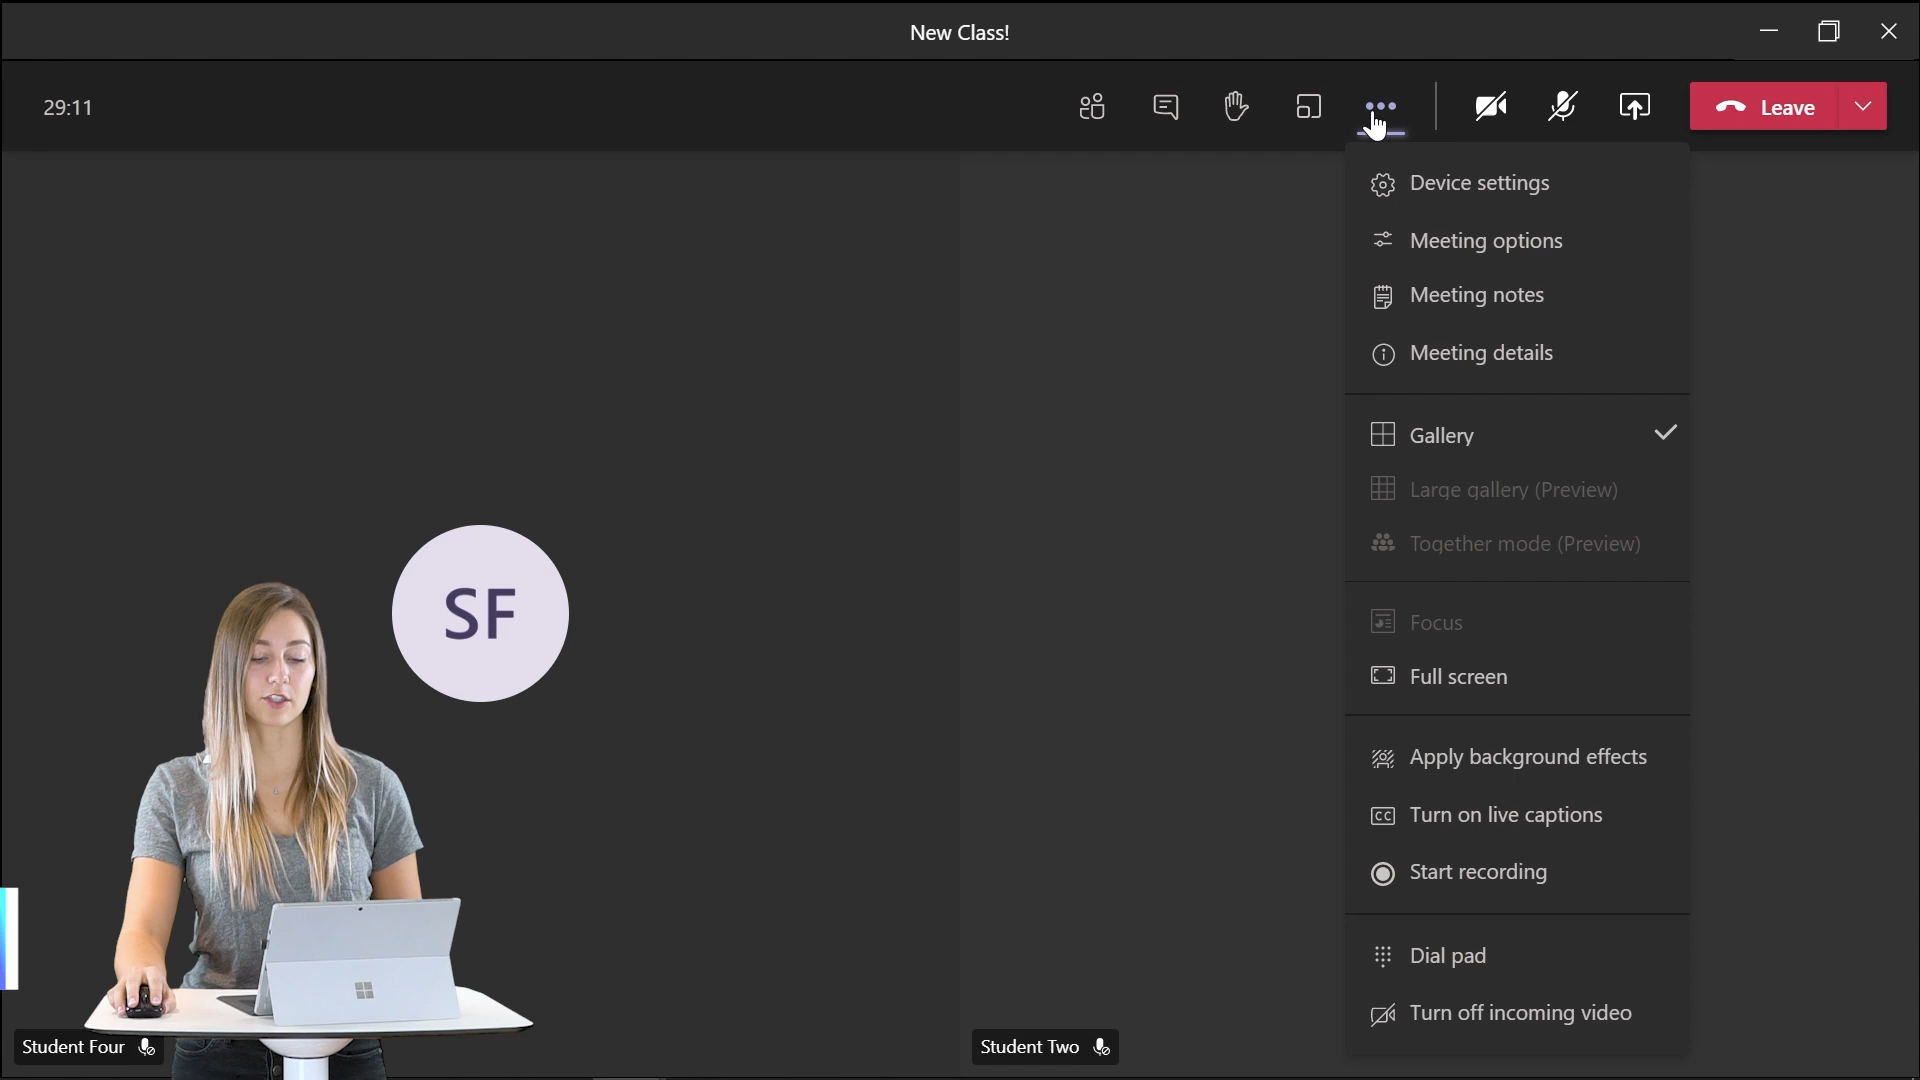 New Class!
29:11
Leave
Device settings
Meeting options
Meeting notes
Meeting details
Gallery
Large gallery (Preview)
Together mode (Preview)
Focus
Full screen
SF
Apply background effects
CC Turn on live captions
Start recording
Dial pad
Turn off incoming video
Student Four
Student Two